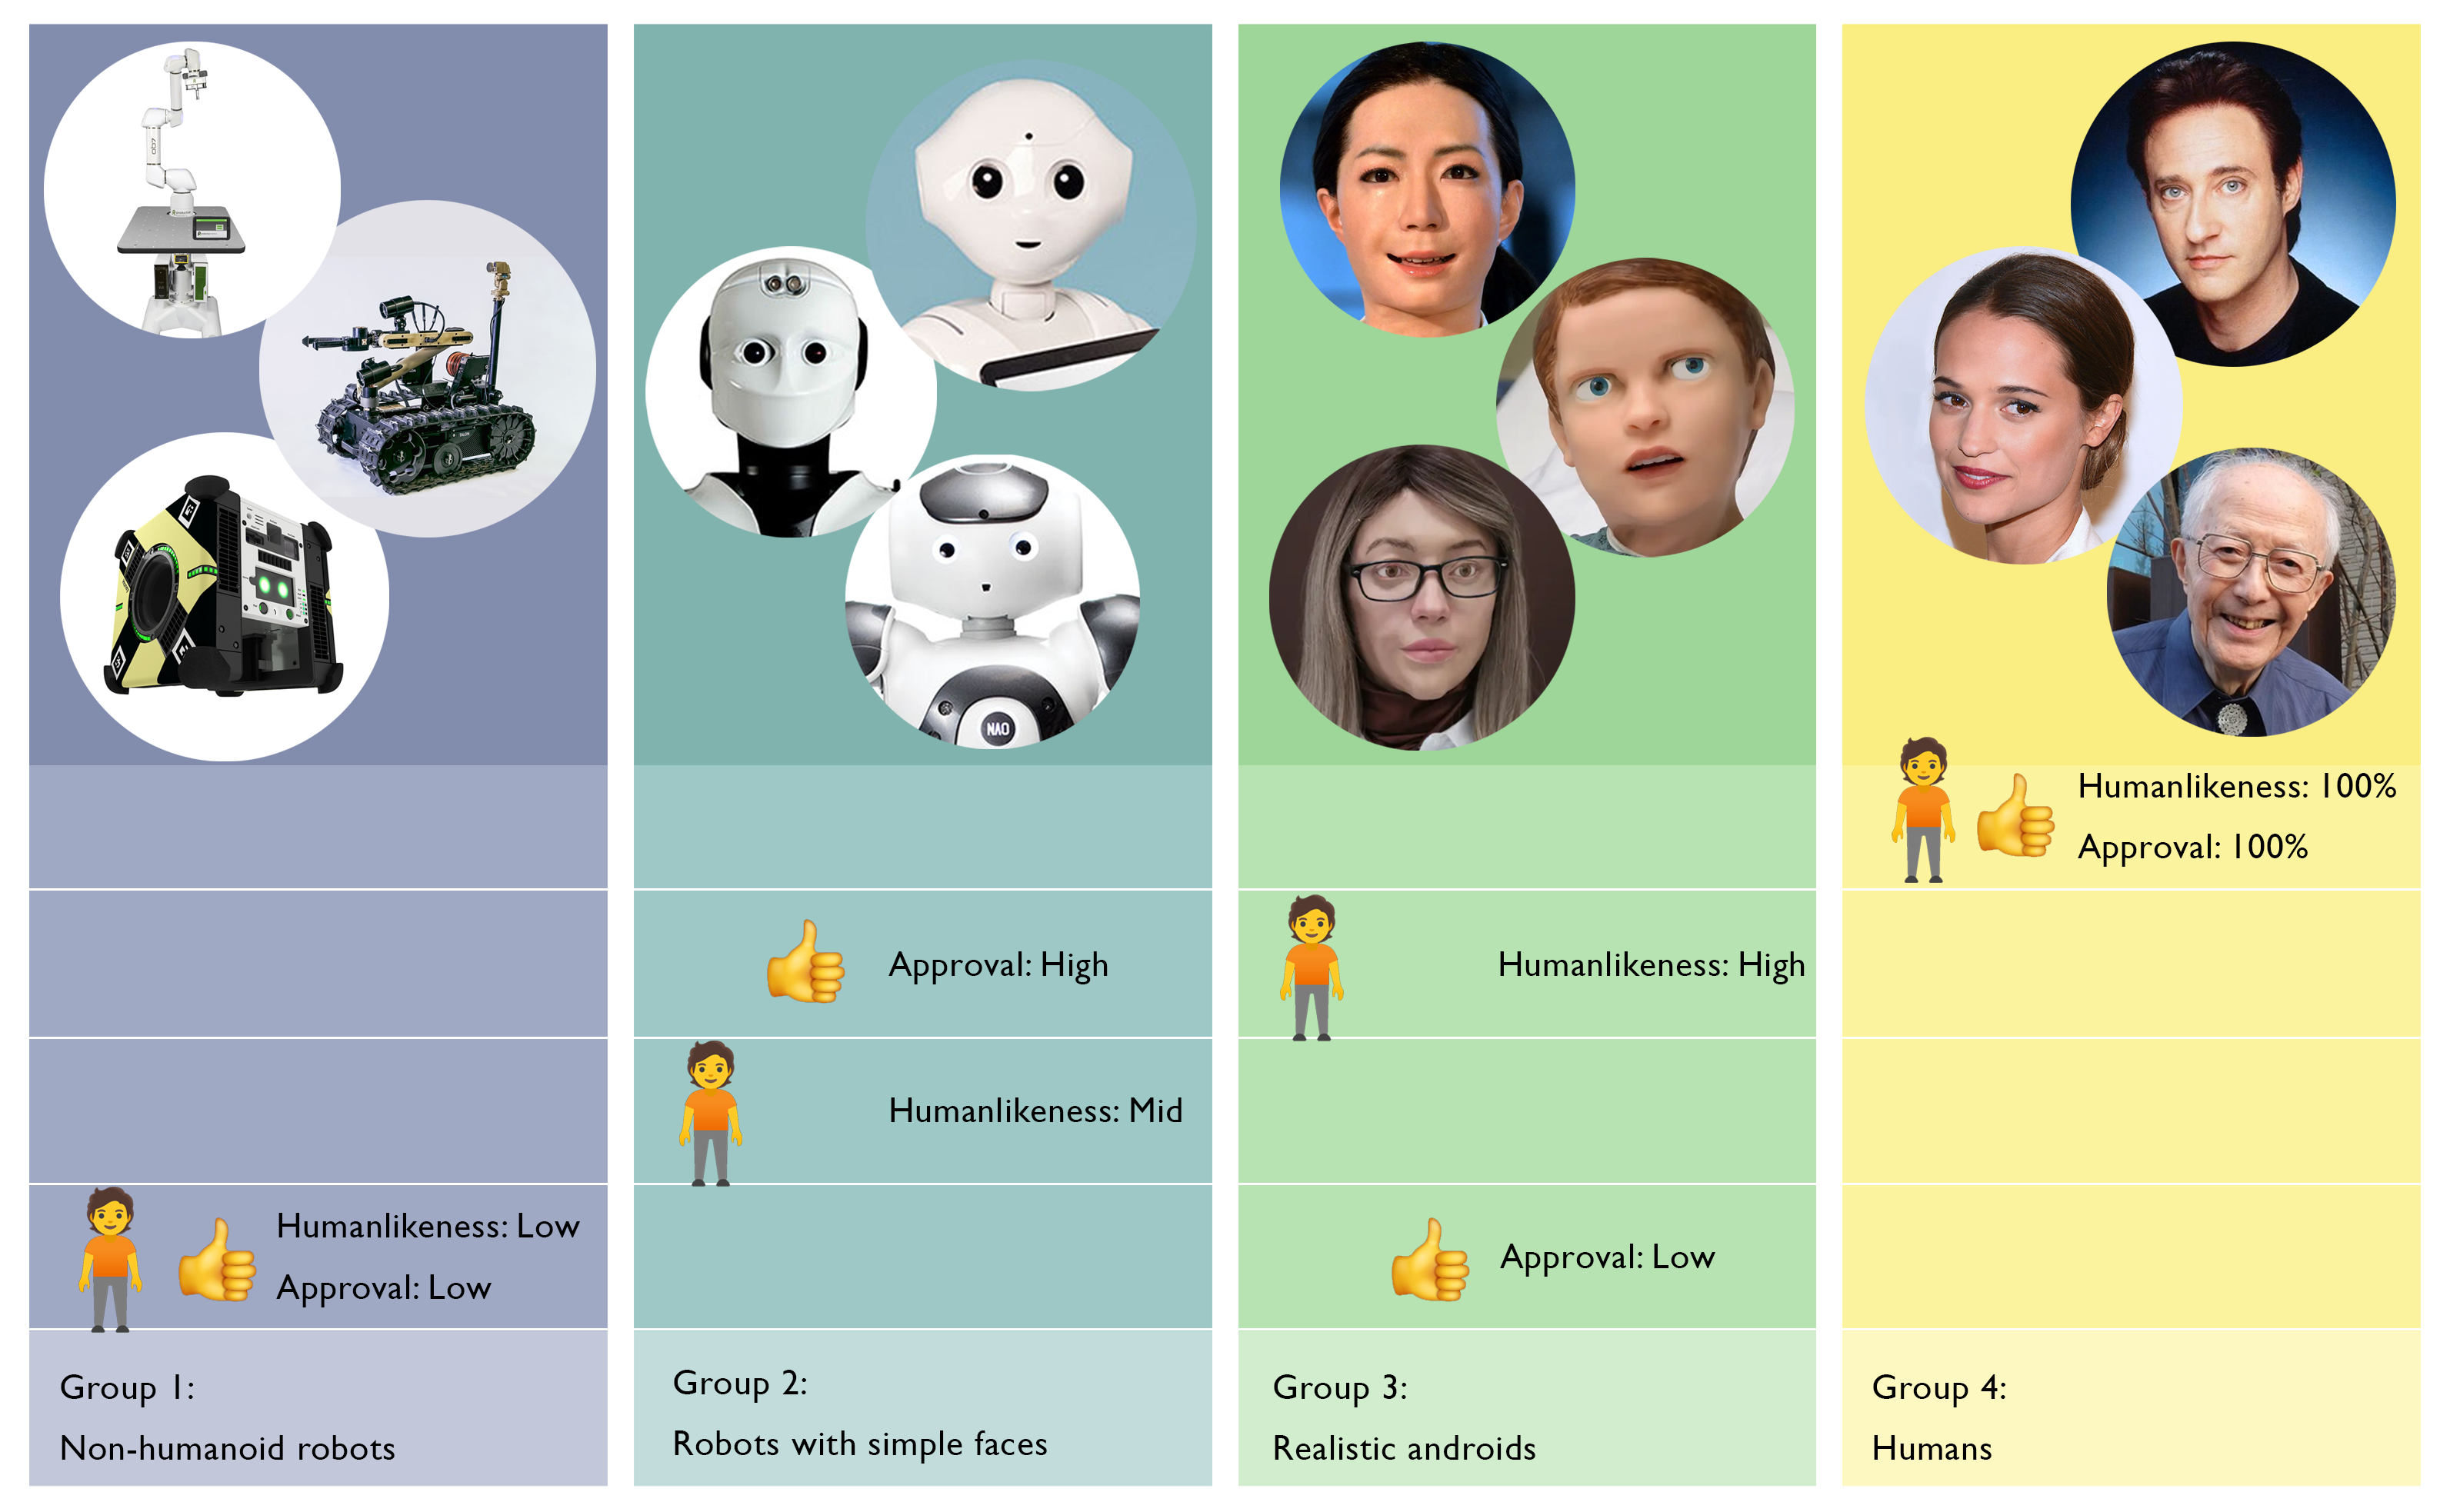 NAO
Humanlikeness: 100%
Approval: 100%
Approval: High
Humanlikeness: High
Humanlikeness: Mid
Humanlikeness: Low
Approval: Low
Approval: Low
Group 1:
Non-humanoid robots
Group 2:
Robots with simple faces
Group 3:
Realistic androids
Group 4:
Humans